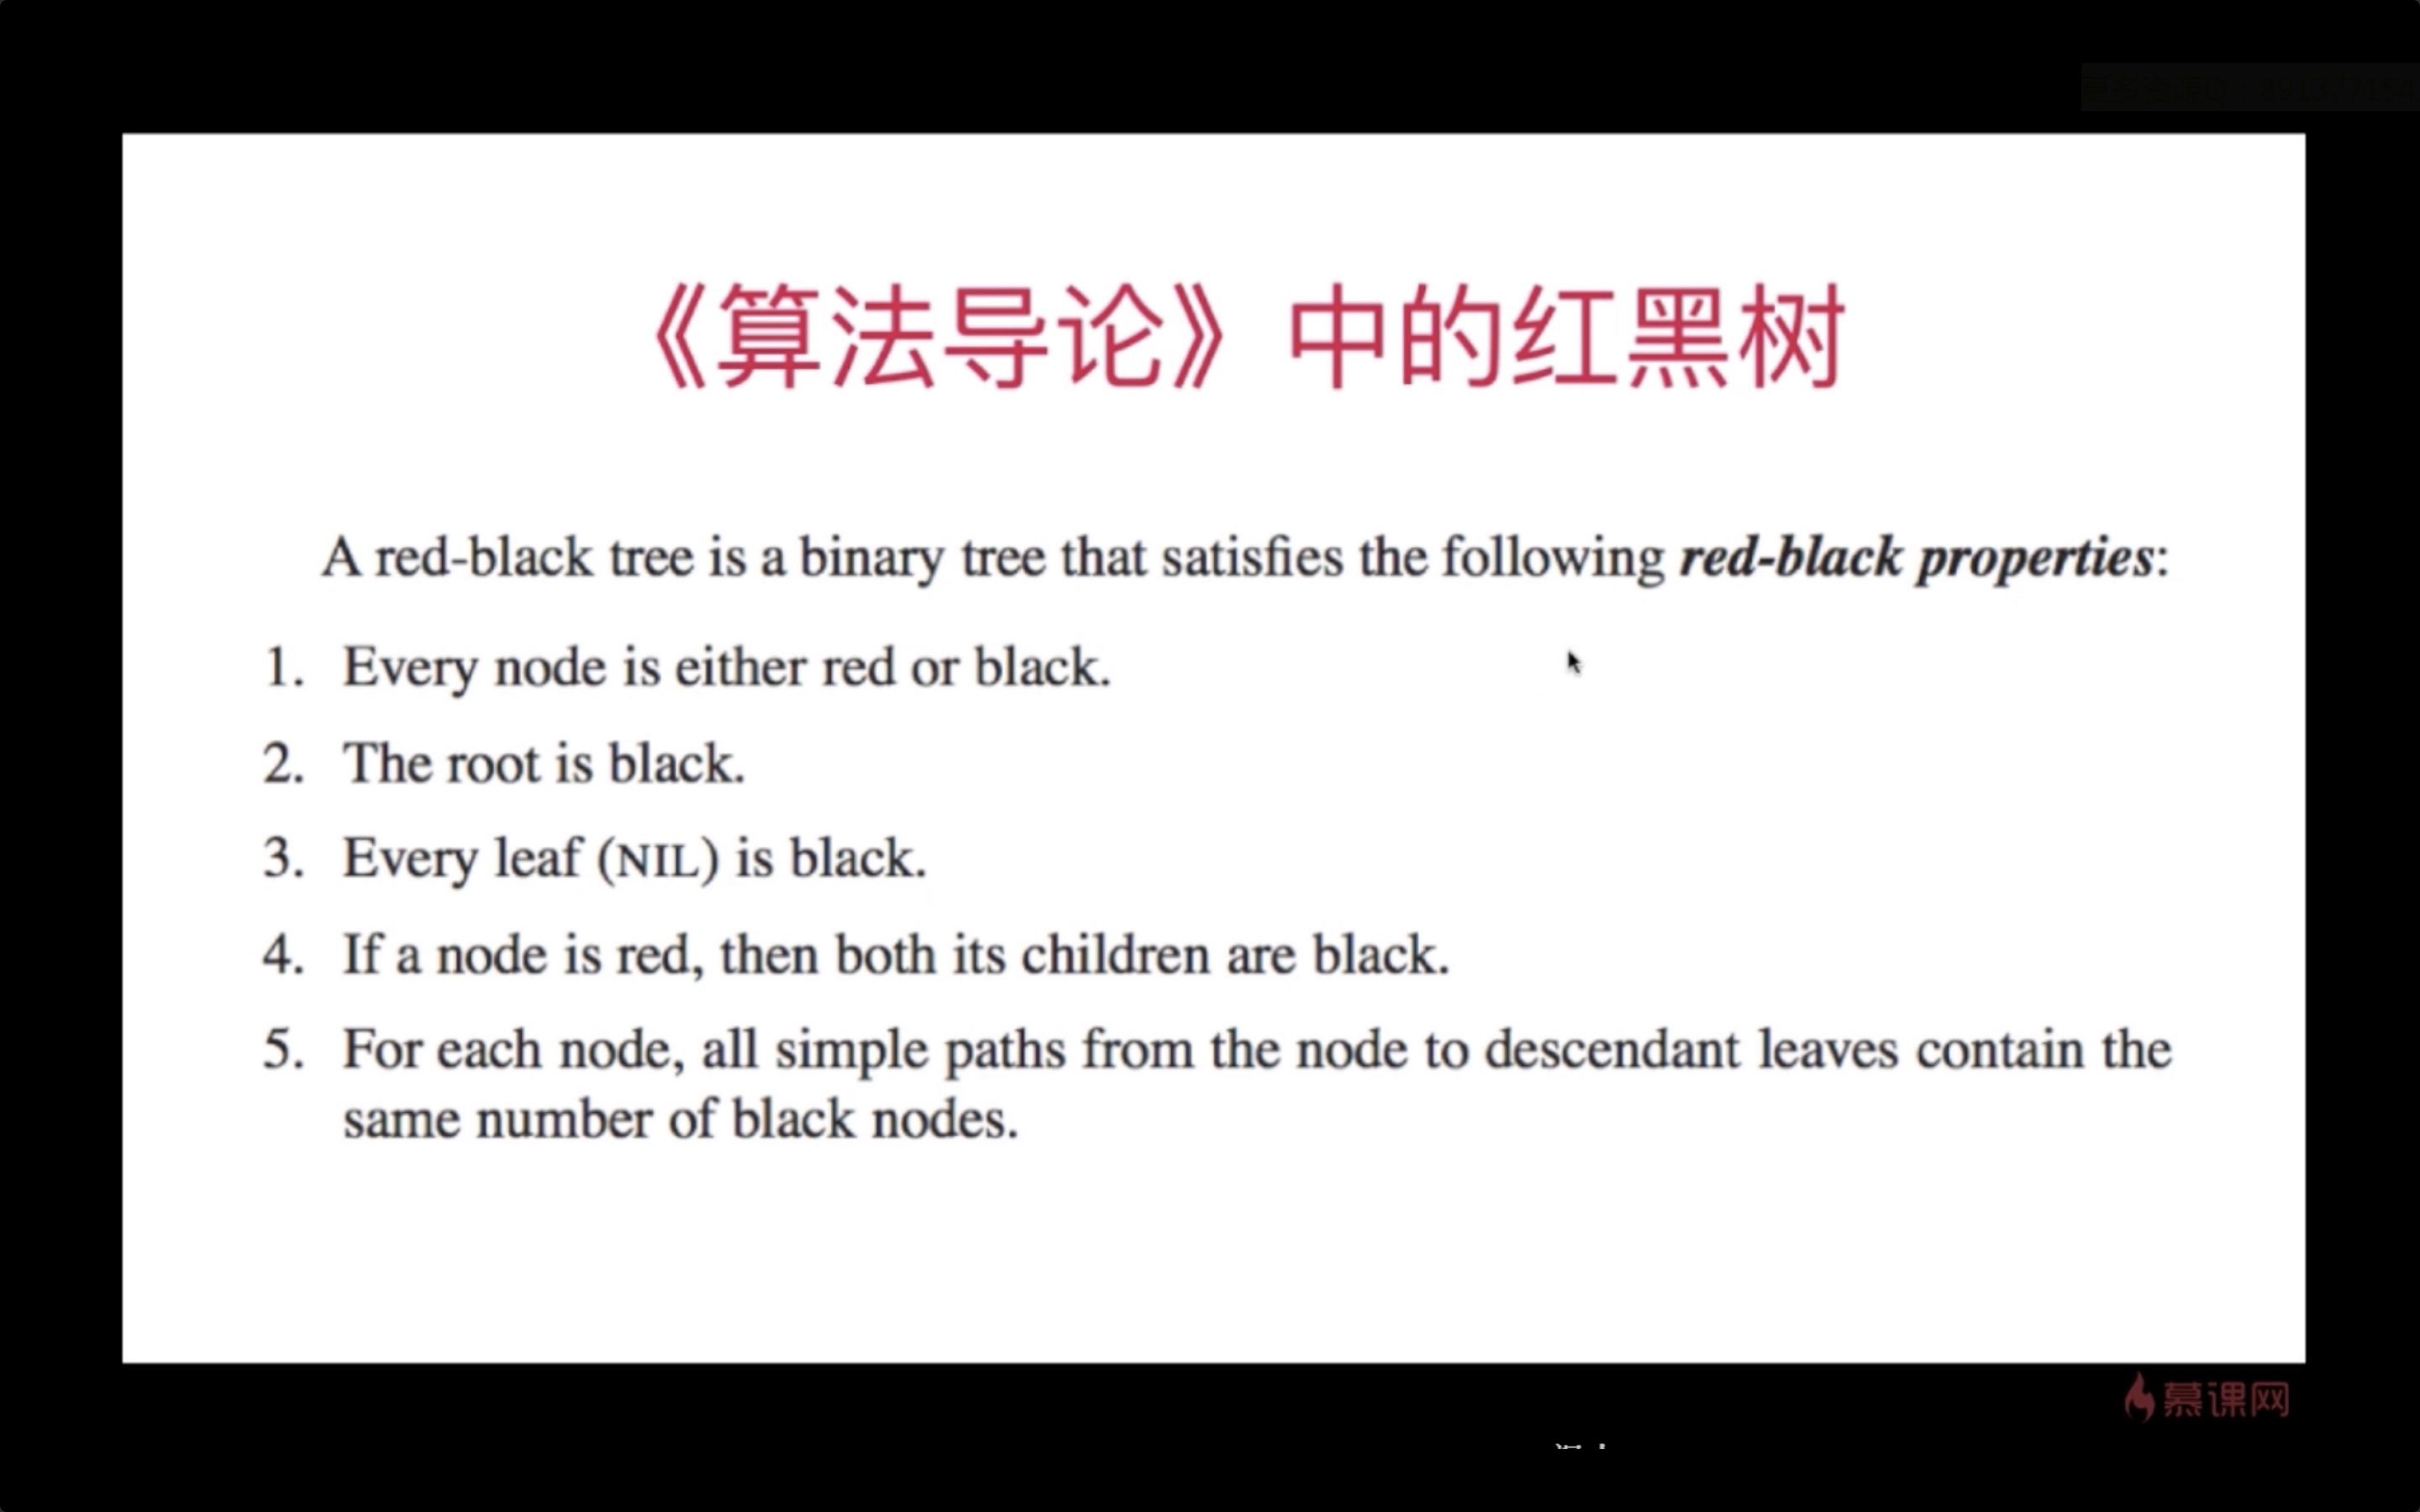 《算法导论》中的红黑树
A red-black tree is a binary tree that satisfies the following red-black properties:
1. Every node is either red or black.
2. The root is black.
3. Every leaf (NIL) is black.
4. If a node is red, then both its children are black.
5. For each node, all simple paths from the node to descendant leaves contain the
same number of black nodes.
慕课网